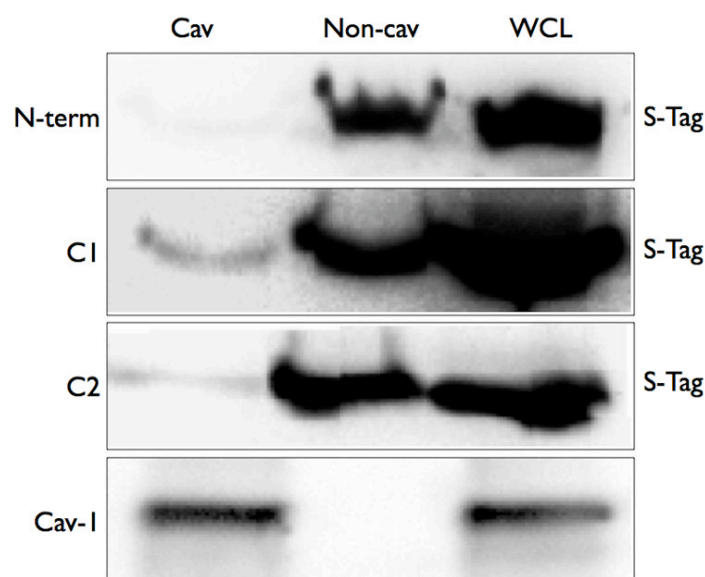 Cav Non-cav WCL
N-term S-Tag
C1 S-Tag
C2 S-Tag
Cav-1